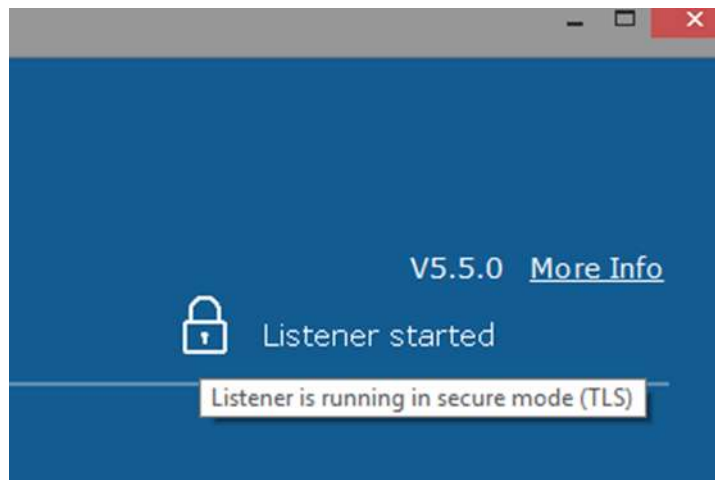 V5.5.0 More Info
Listener started
Listener is running in secure mode (TLS)